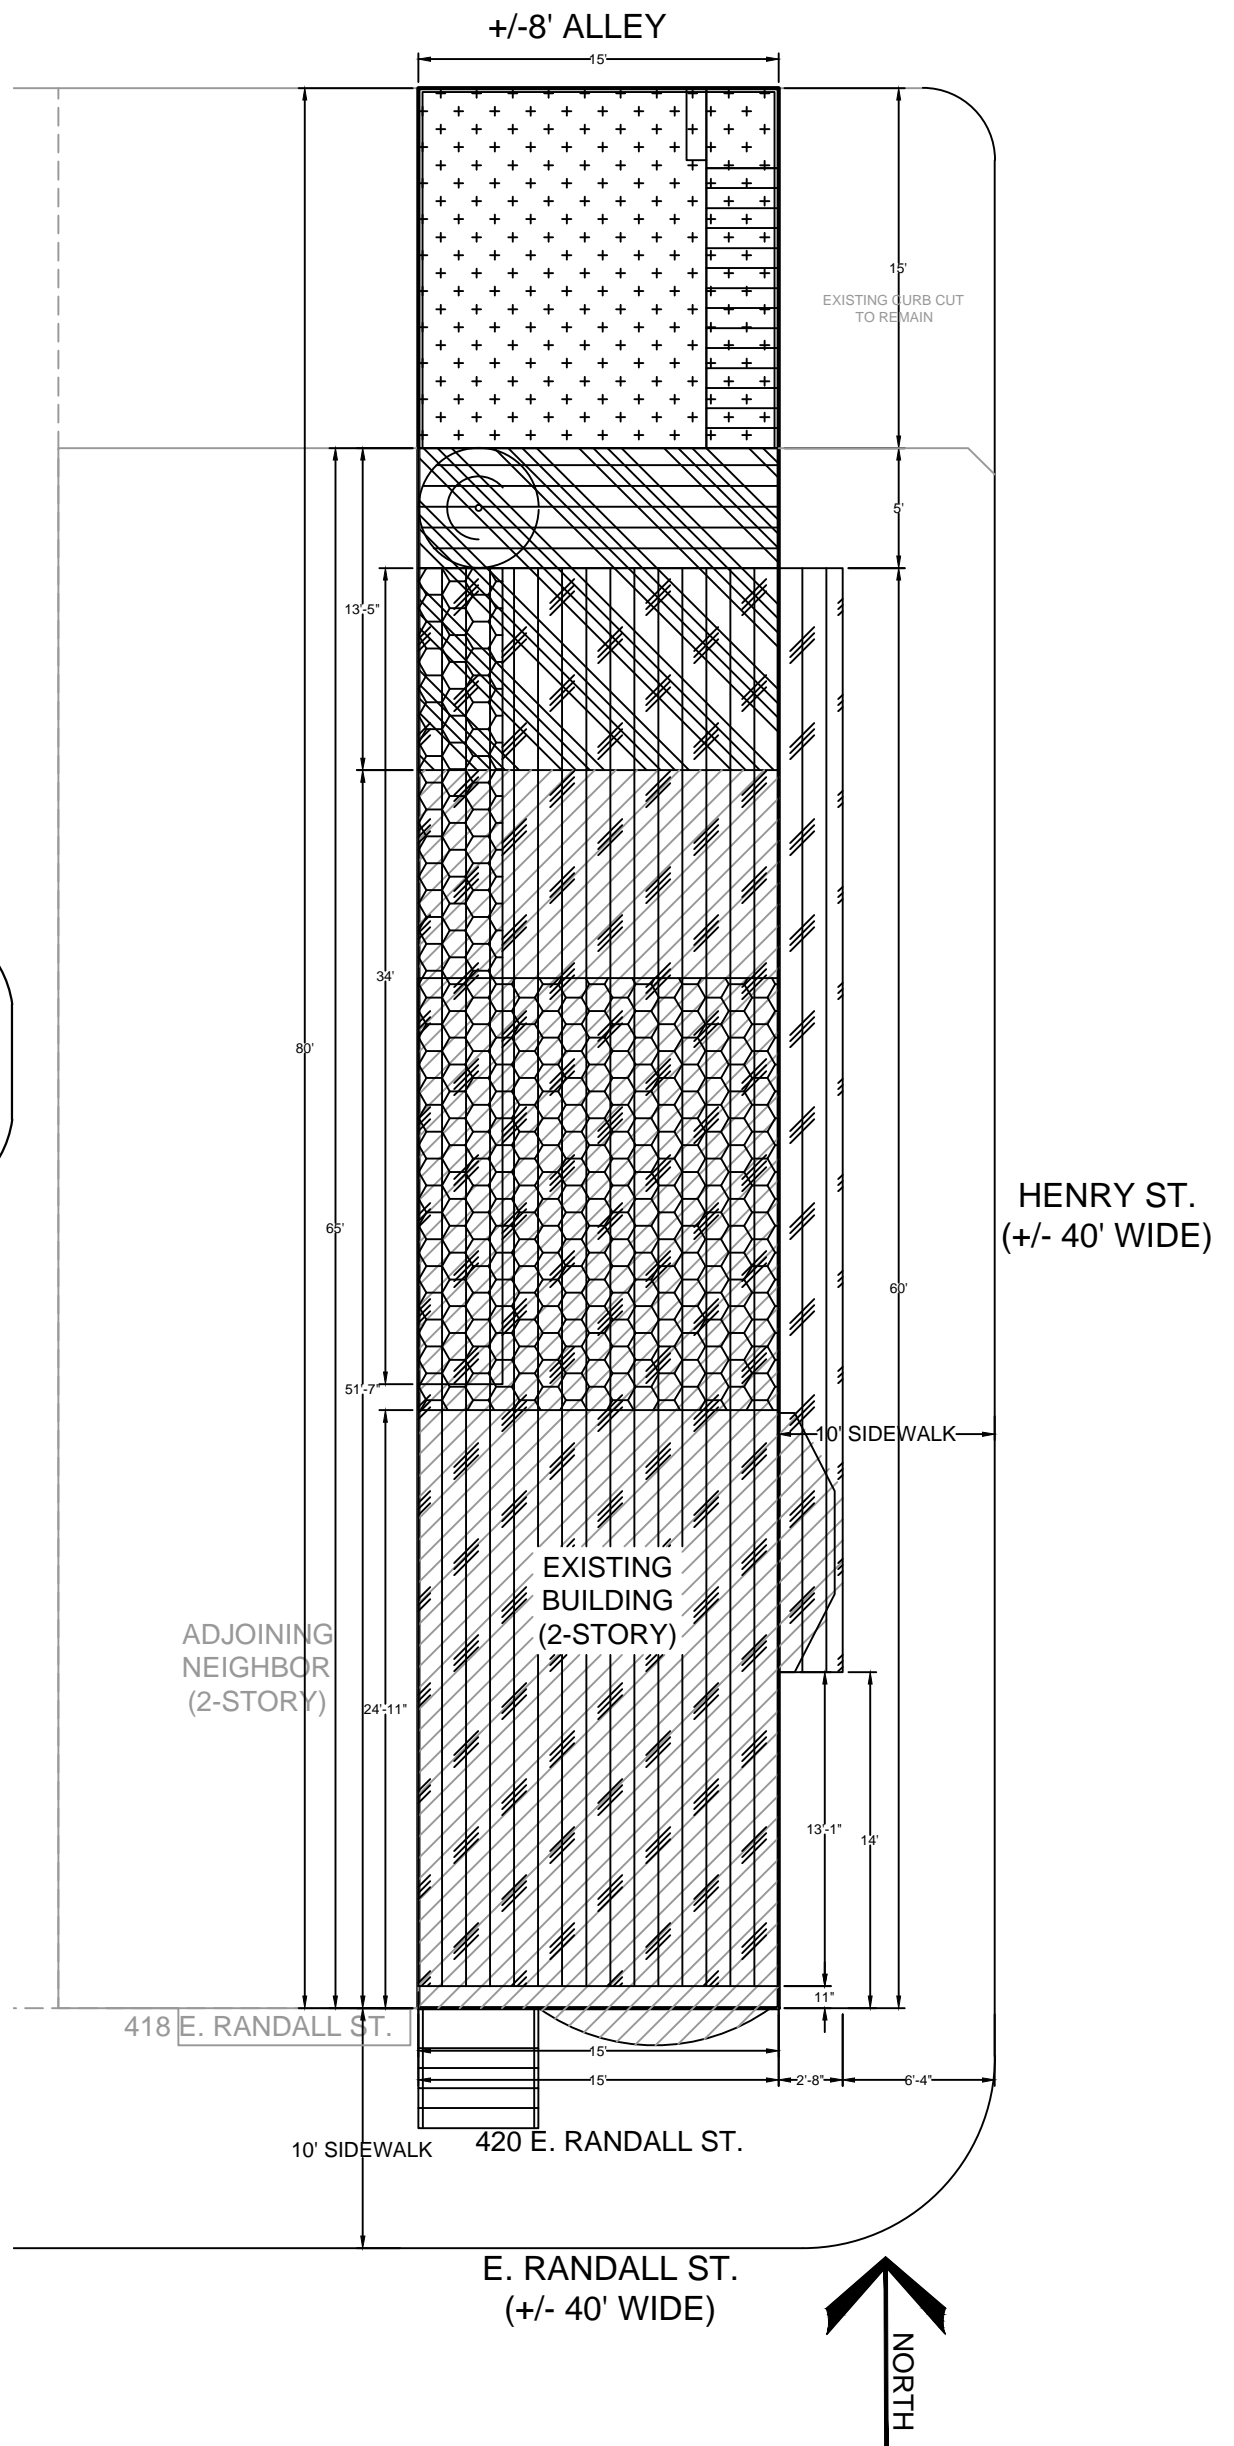 +/-8' ALLEY
15'
15'
EXISTING CURB CUT
TO REMAIN
5'
13'-5"
34'
80'
HENRY ST.
(+/- 40' WIDE)
65'
60'
51'-7"
10' SIDEWALK
EXISTING
BUILDING
(2-STORY)
ADJOINING
NEIGHBOR
(2-STORY)
24'-11"
13'-1"
14'
11"
418 E. RANDALL ST.
15'
15'
2'-8"
6'-4"
420 E. RANDALL ST.
10' SIDEWALK
E. RANDALL ST.
(+/- 40' WIDE)
NORTH